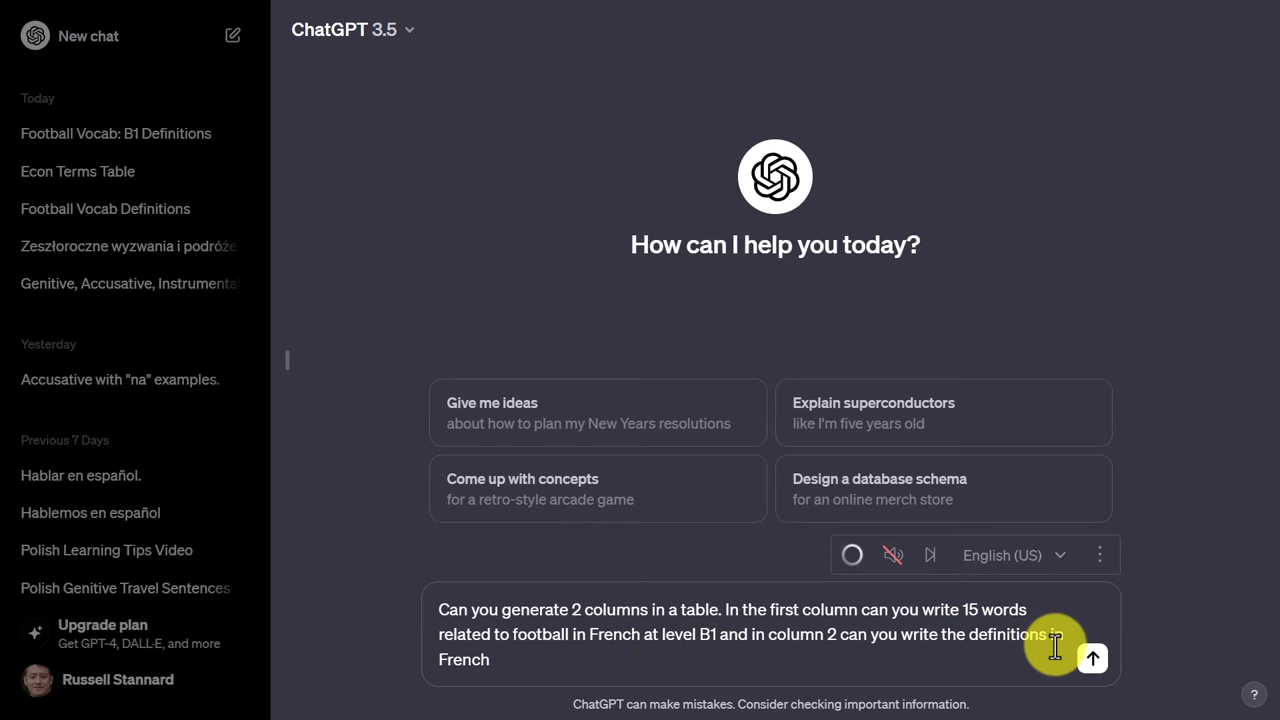 New chat
Today
Football Vocab: B1 Definitions
Econ Terms Table
Football Vocab Definitions
Zeszłoroczne wyzwania i podróże
Genitive, Accusative, Instrumenta
Yesterday
Accusative with "na" examples.
Previous 7 Days
Hablar en español.
Hablemos en español
Polish Learning Tips Video
Polish Genitive Travel Sentences
Upgrade plan
Get GPT-4, DALL·E, and more
Russell Stannard
ChatGPT 3.5
How can I help you today?
Give me ideas
about how to plan my New Years resolutions
Explain superconductors
like I'm five years old
Come up with concepts
for a retro-style arcade game
Design a database schema
for an online merch store
English (US)
Can you generate 2 columns in a table. In the first column can you write 15 words
related to football in French at level B1 and in column 2 can you write the definitions in
French
ChatGPT can make mistakes. Consider checking important information.
?